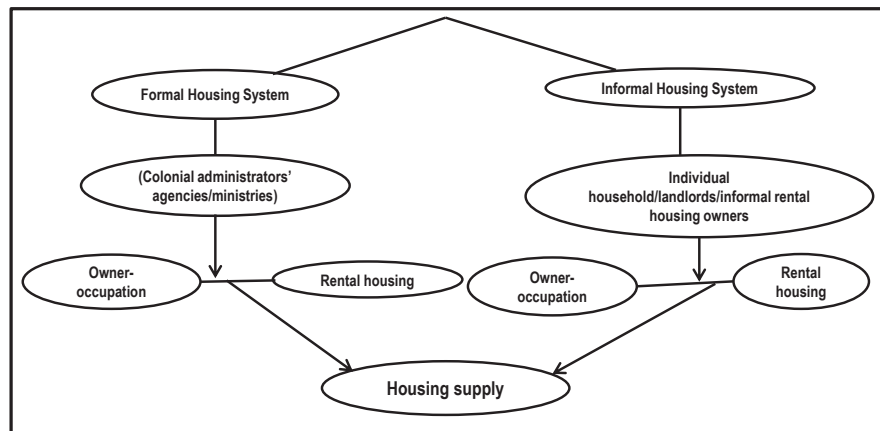 Formal Housing System
Informal Housing System
(Colonial administrators'
agencies/ministries)
Individual
household/landlords/informal rental
housing owners
Owner-
occupation
Rental housing
Owner-
occupation
Rental
housing
Housing supply